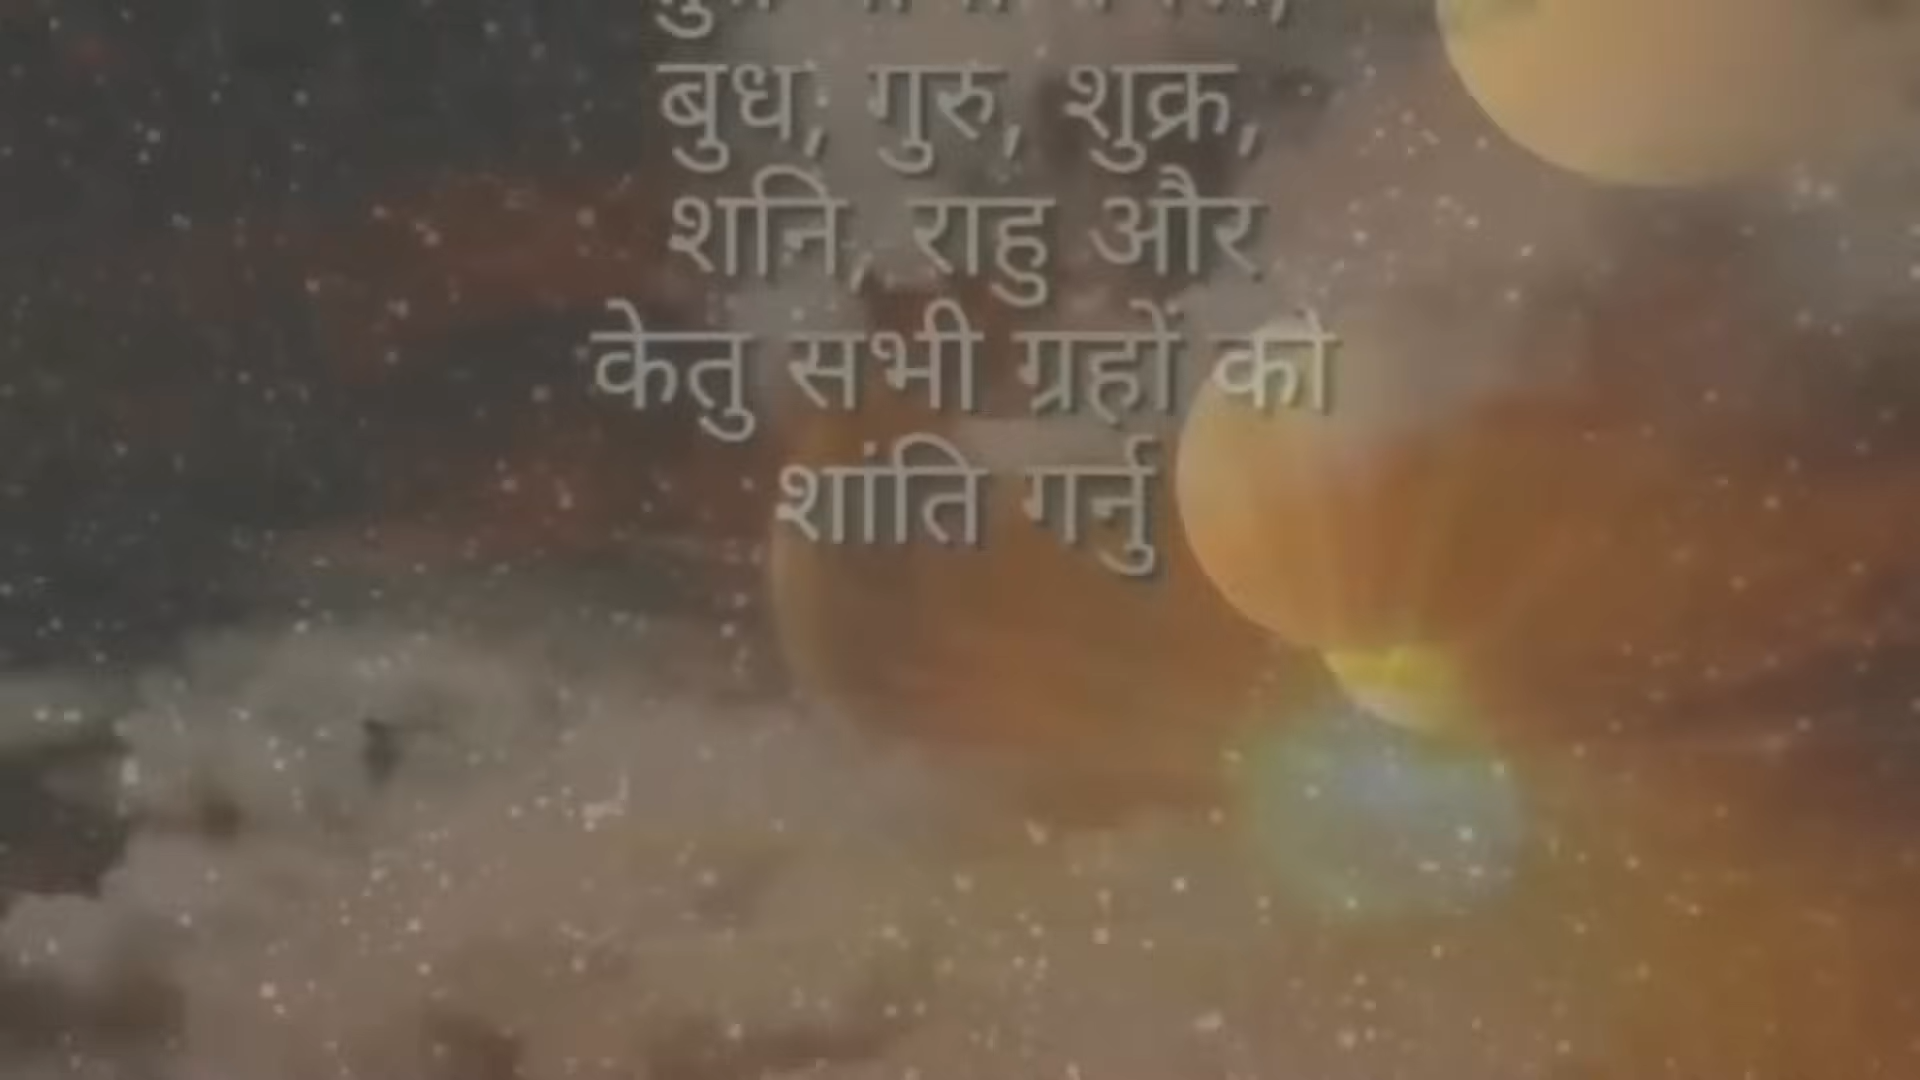 बुध, गुरु, शुक्र,
शनि, राहु और
केतु सभी ग्रहों को
शांति गर्नु